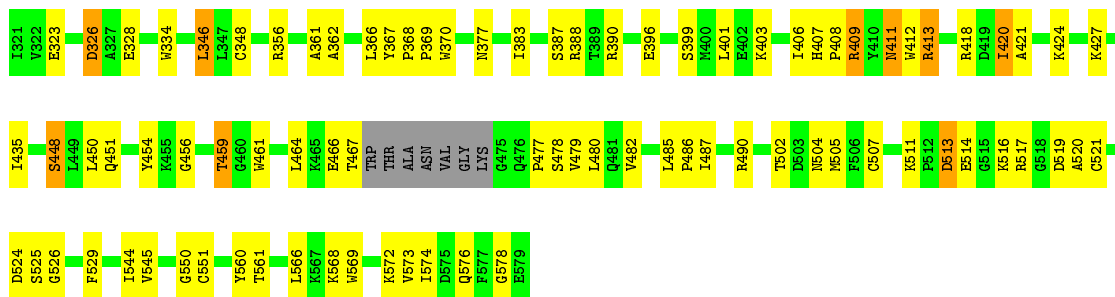 I321 V322 E323 D326 A327 E328 W334 L346 L347 C348 R356 A361 A362 L366 Y367 P368 P369 W370 N377 I383 S387 R388 T389 R390 E396 S399 M400 L401 E402 K403 I406 H407 P408 R409 Y410 N411 W412 R413 R418 D419 I420 A421 K424 K427
I435 S448 L449 L450 Q451 Y454 K455 G456 T459 G460 W461 L464 K465 E466 T467 TRP THR ALA ASN VAL GLY LYS G475 Q476 P477 S478 V479 L480 Q481 V482 L485 P486 I487 R490 T502 D503 N504 M505 F506 C507 K511 P512 D513 E514 G515 K516 R517 G518 D519 A520 C521
D524 S525 G526 F529 I544 V545 G550 C551 Y560 T561 L566 K567 K568 W569 K572 V573 I574 D575 Q576 F577 G578 E579